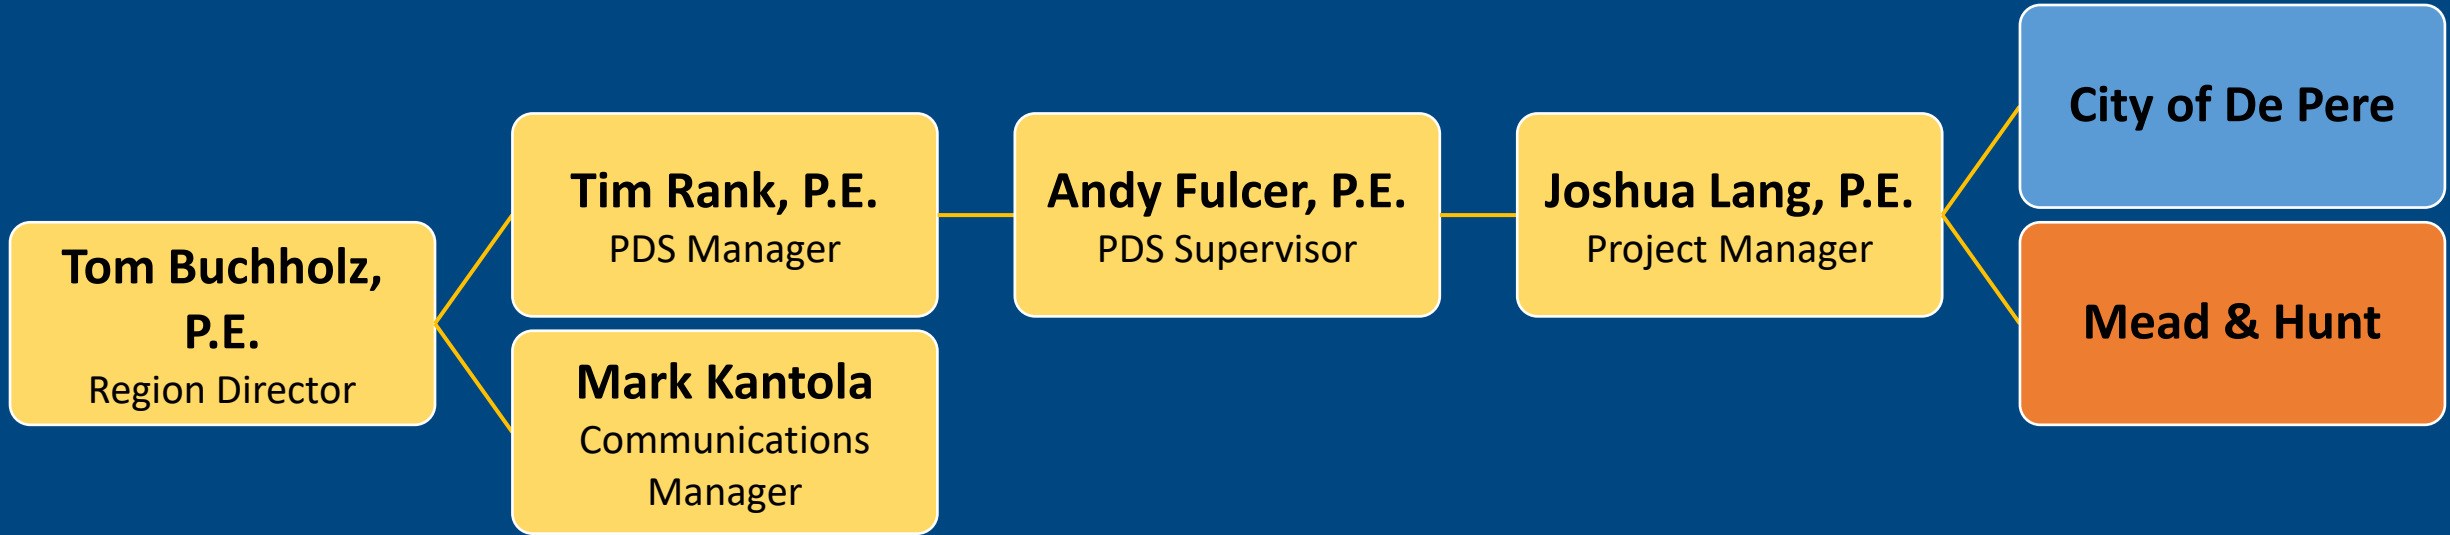 Tom Buchholz,
P.E.
Region Director
Tim Rank, P.E.
PDS Manager
Mark Kantola
Communications
Manager
Andy Fulcer, P.E.
PDS Supervisor
Joshua Lang, P.E.
Project Manager
City of De Pere
Mead & Hunt